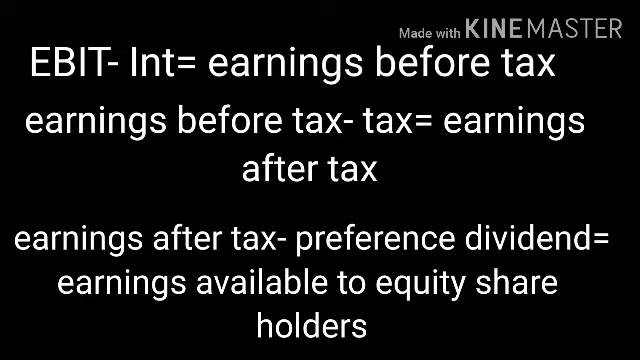 Made with KINEMASTER
EBIT- Int= earnings before tax
earnings before tax- tax= earnings
after tax
earnings after tax- preference dividend=
earnings available to equity share
holders